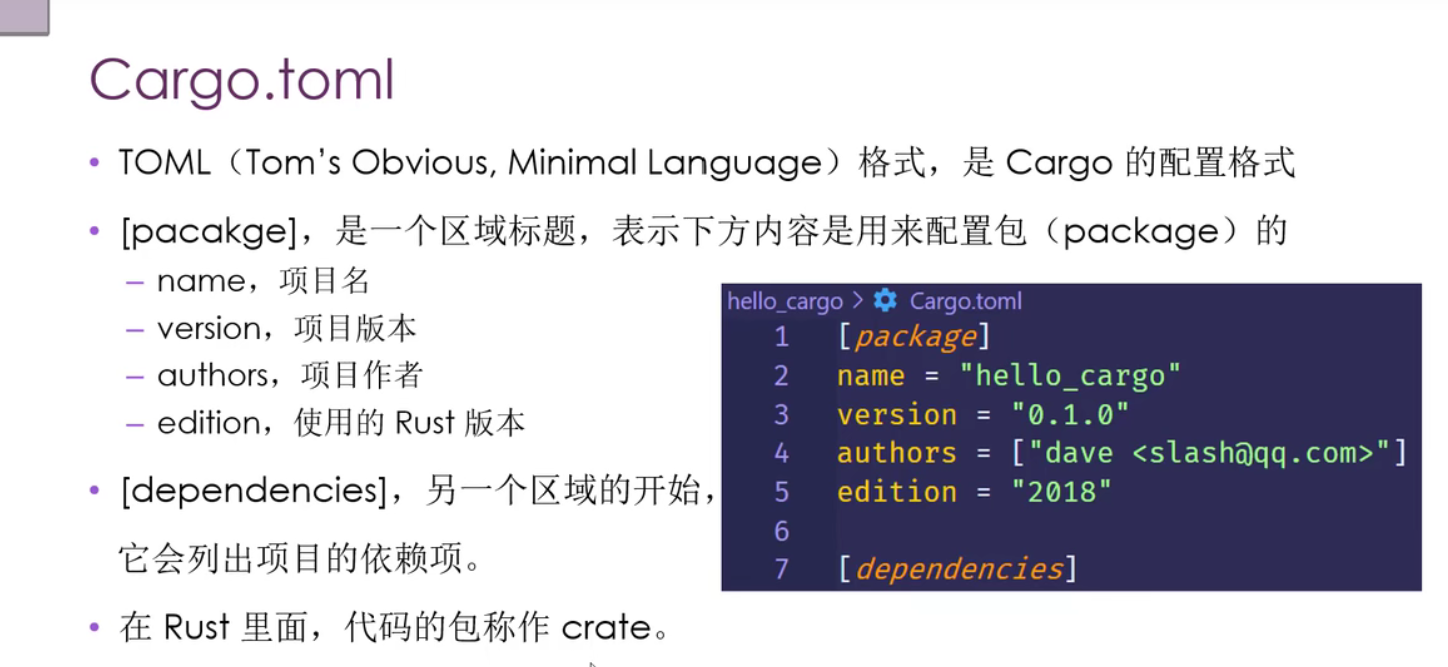 Cargo.toml
• TOML（Tom’s Obvious, Minimal Language）格式，是 Cargo 的配置格式
• [pacakge]，是一个区域标题，表示下方内容是用来配置包（package）的
– name，项目名
– version，项目版本
– authors，项目作者
– edition，使用的 Rust 版本
• [dependencies]，另一个区域的开始，
它会列出项目的依赖项。
• 在 Rust 里面，代码的包称作 crate。
hello_cargo > Cargo.toml
1 [package]
2 name = "hello_cargo"
3 version = "0.1.0"
4 authors = ["dave <slash@qq.com>"]
5 edition = "2018"
6
7 [dependencies]